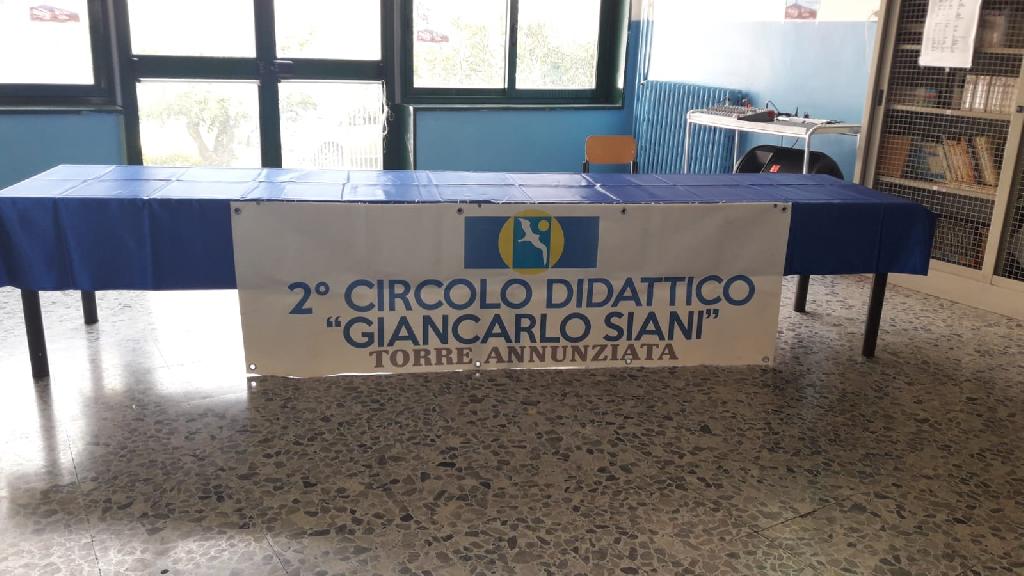 2° CIRCOLO DIDATTICO
“GIANCARLO SIANI”
TORRE ANNUNZIATA